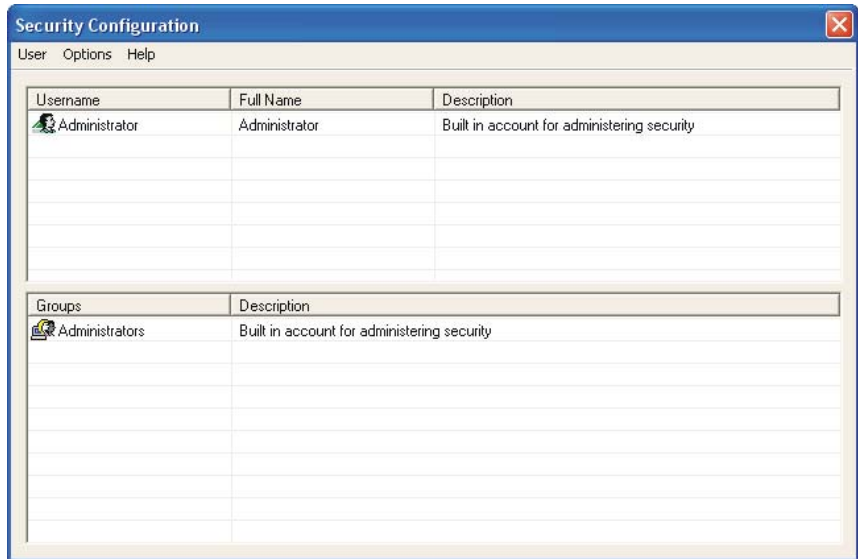 Security Configuration
User Options Help
Username Full Name Description
Administrator Administrator Built in account for administering security
Groups Description
Administrators Built in account for administering security